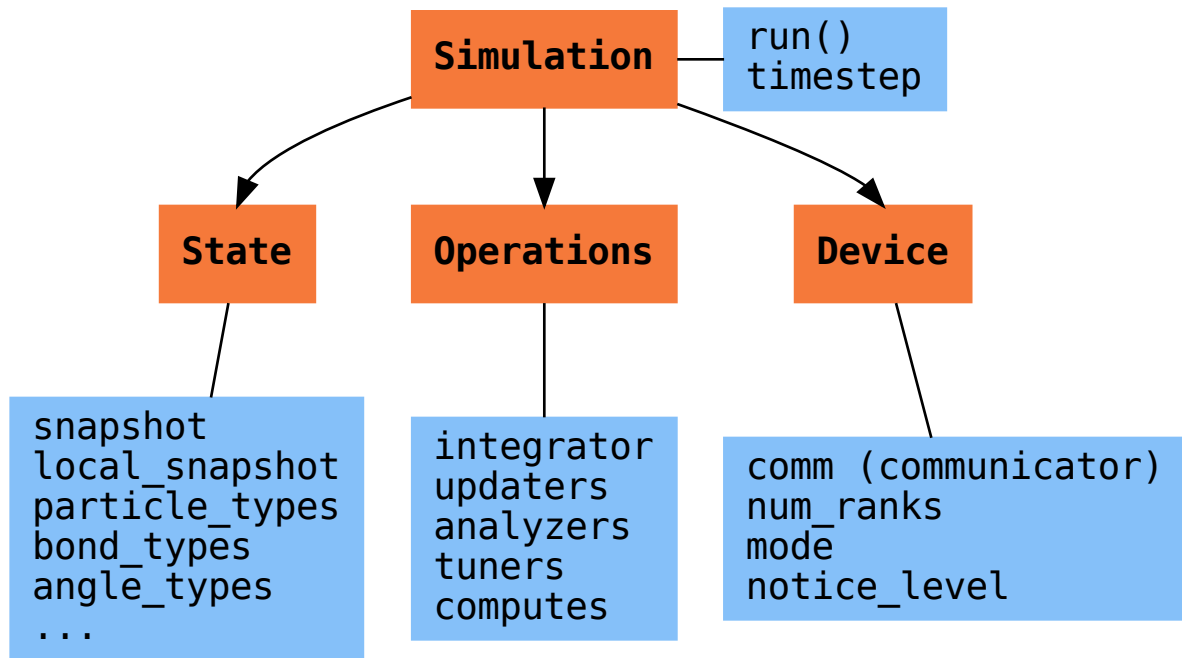 Simulation
run()
timestep
State
Operations
Device
snapshot
local_snapshot
particle_types
bond_types
angle_types
...
integrator
updaters
analyzers
tuners
computes
comm (communicator)
num_ranks
mode
notice_level